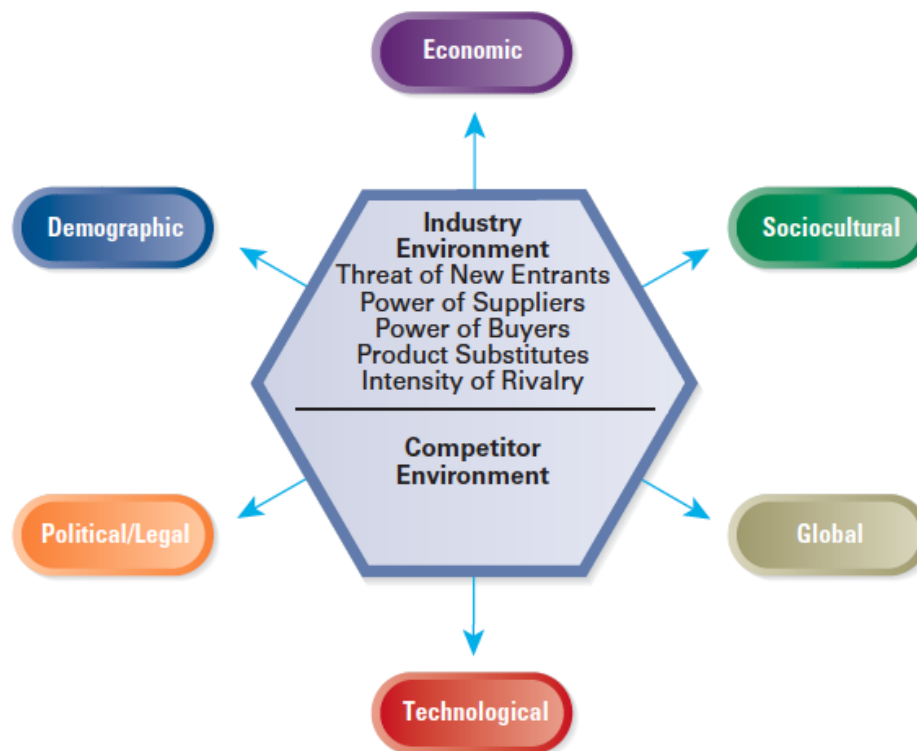 Economic
Demographic
Sociocultural
Industry
Environment
Threat of New Entrants
Power of Suppliers
Power of Buyers
Product Substitutes
Intensity of Rivalry
Competitor
Environment
Political/Legal
Global
Technological